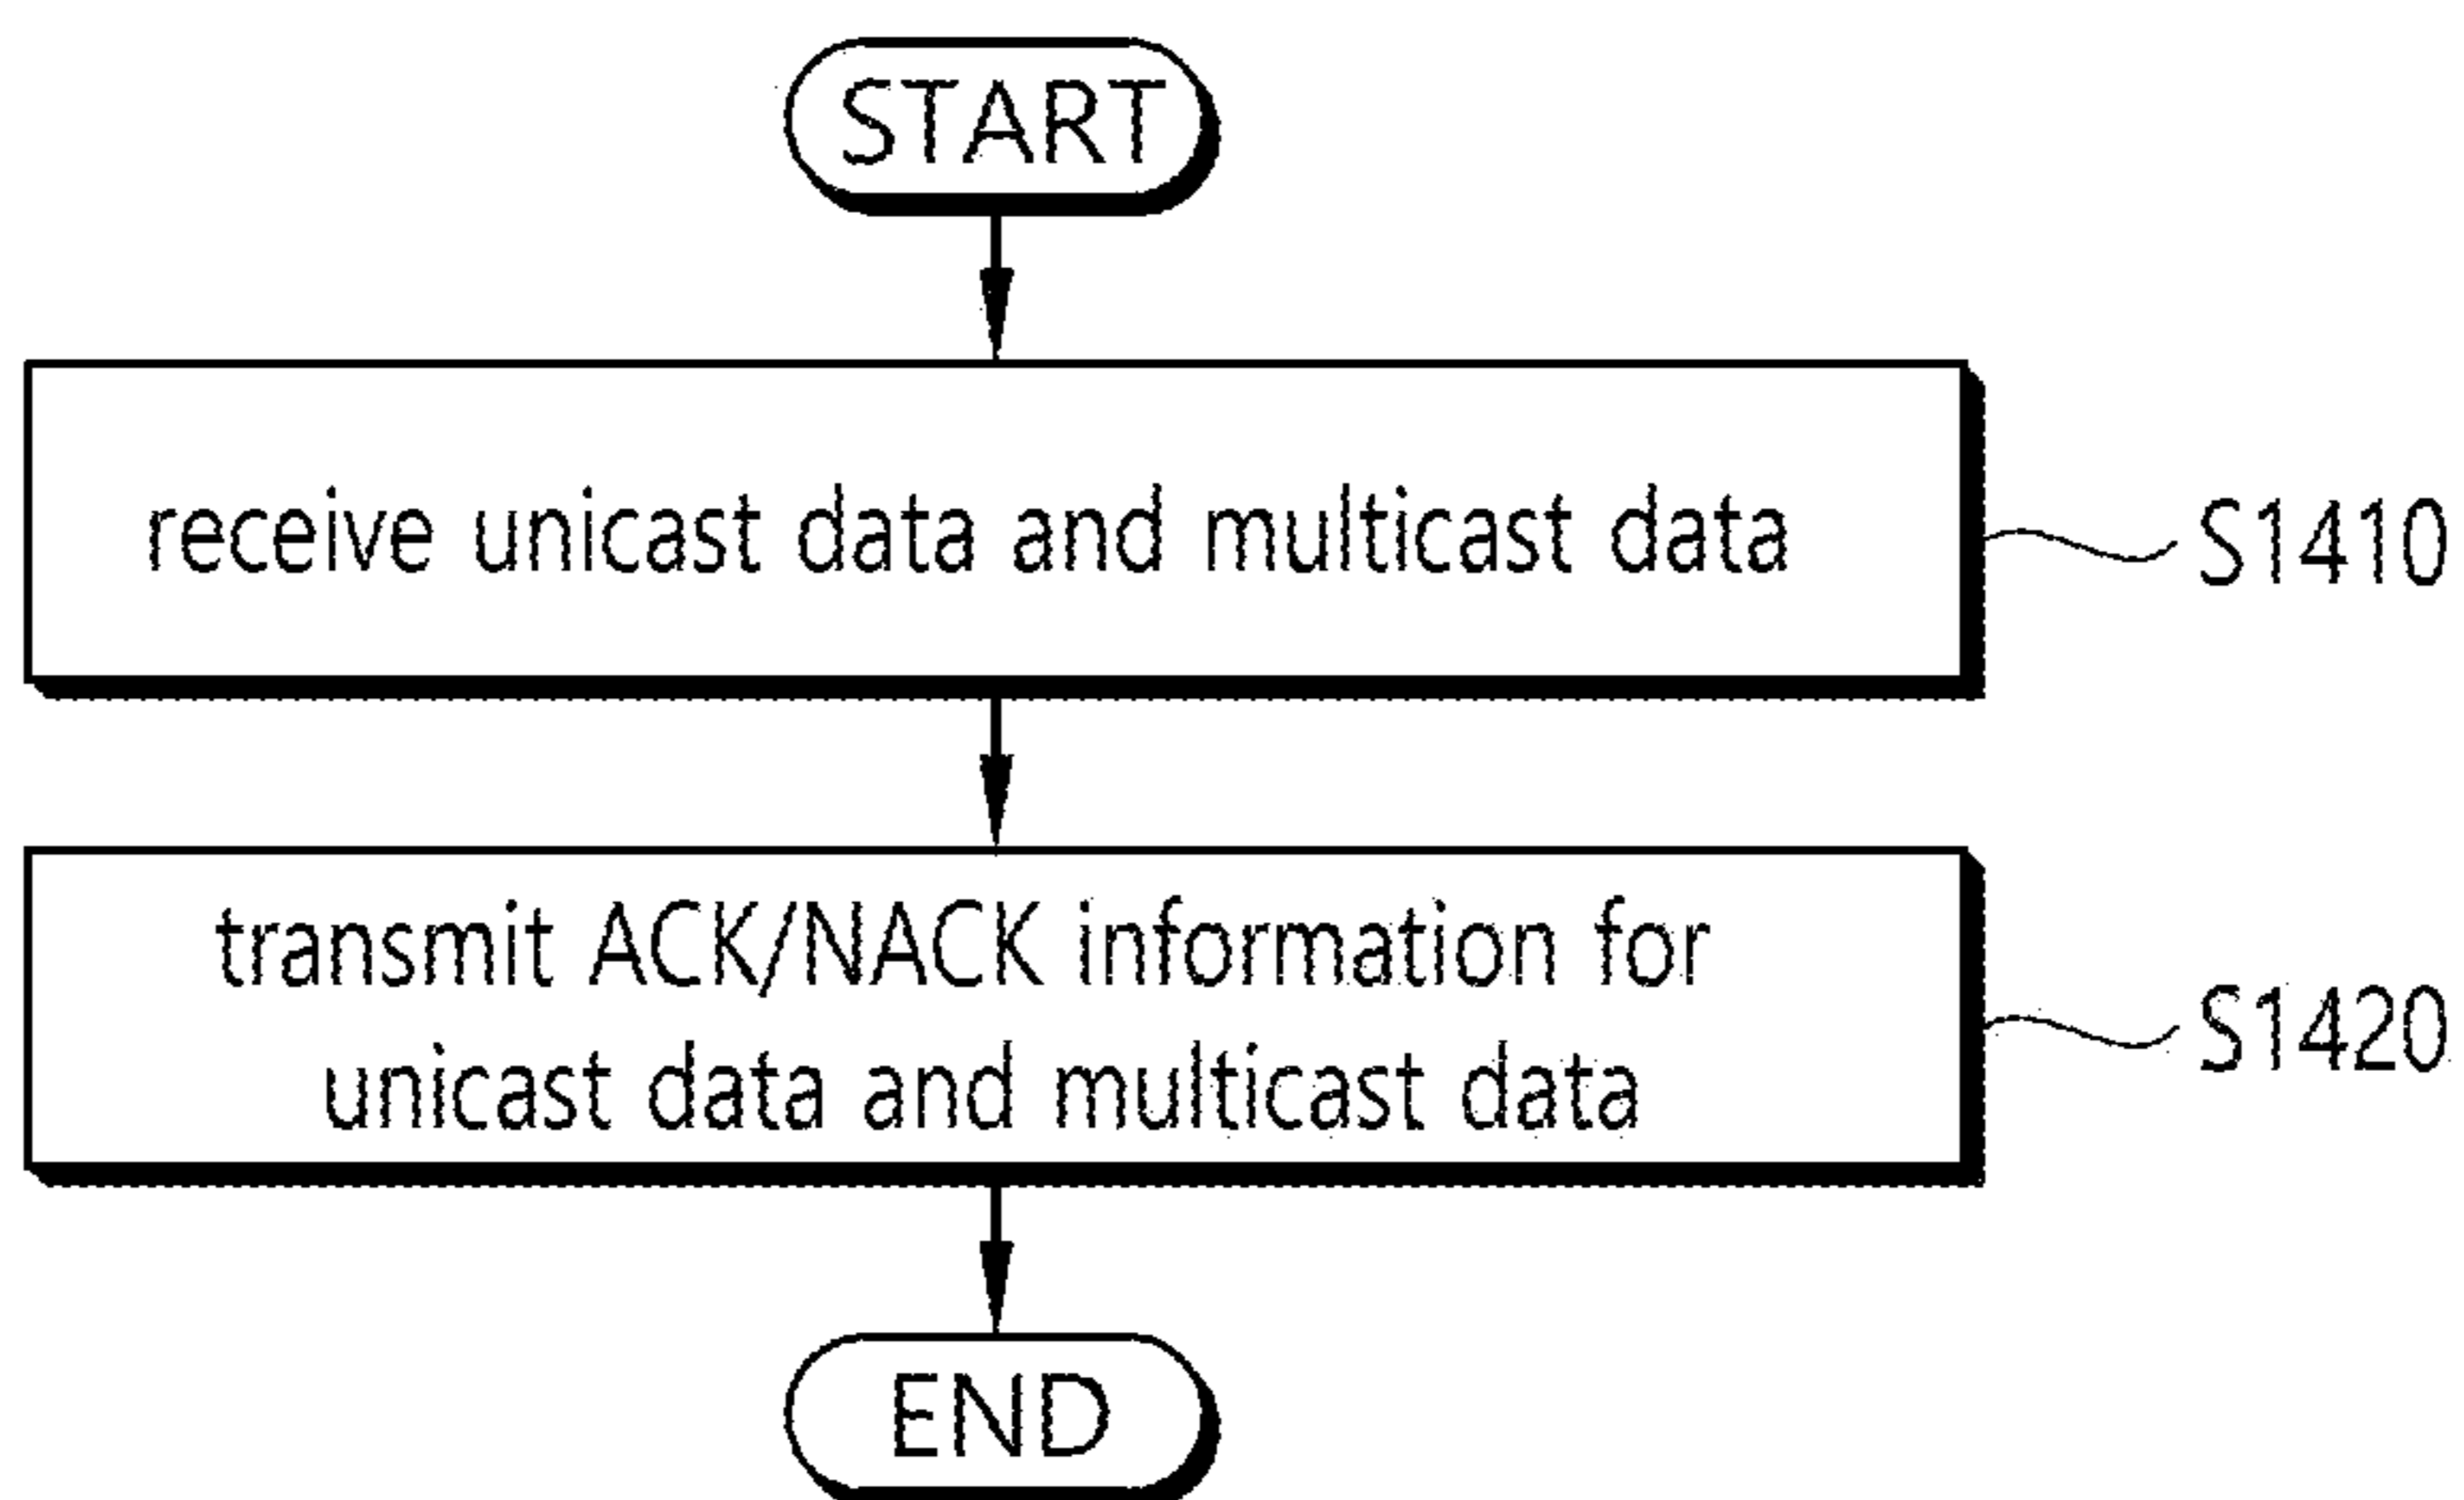 START
receive unicast data and multicast data
S1410
transmit ACK/NACK information for
unicast data and multicast data
S1420
END